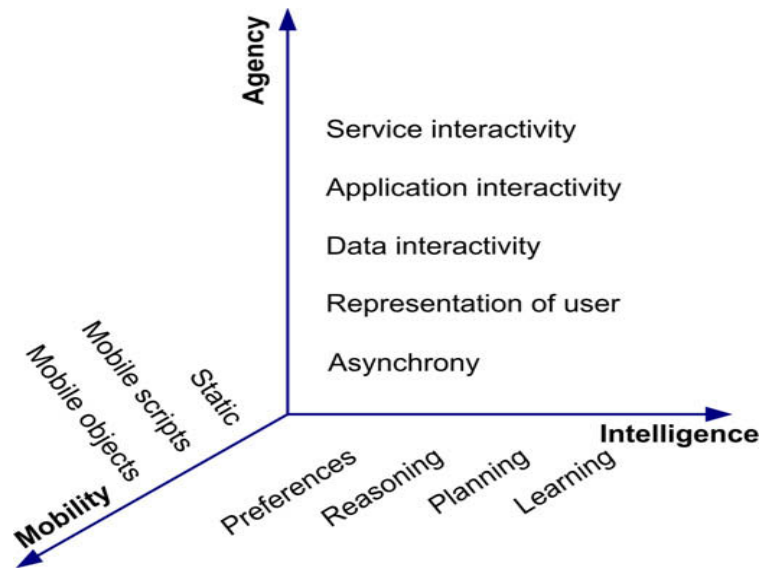 Agency
Service interactivity
Application interactivity
Data interactivity
Representation of user
Asynchrony
Static
Mobile scripts
Mobile objects
Mobility
Intelligence
Preferences
Reasoning
Planning
Learning